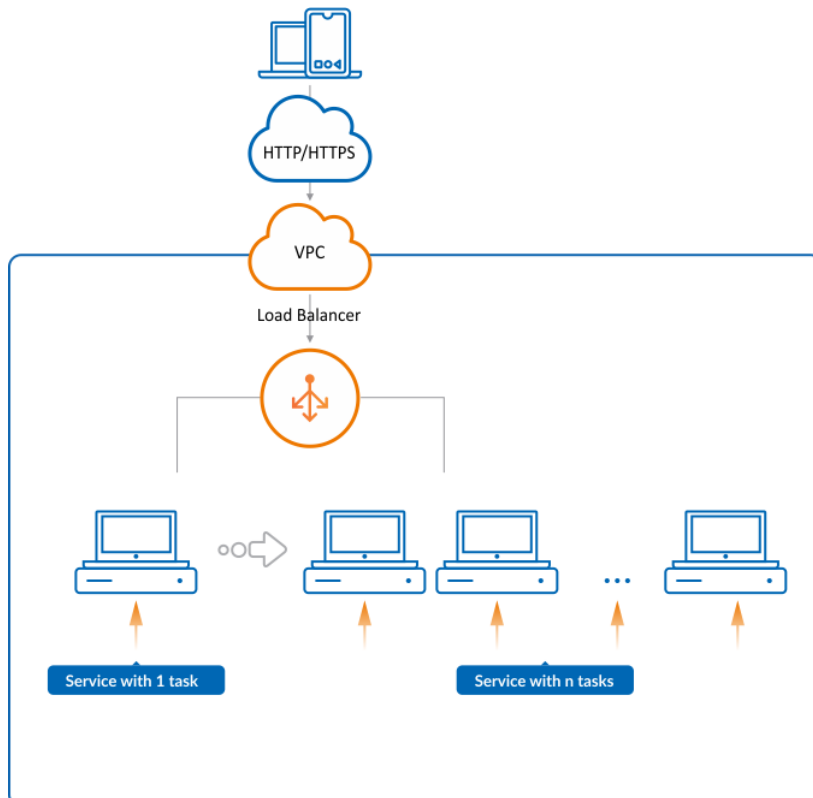 HTTP/HTTPS
VPC
Load Balancer
Service with 1 task
Service with n tasks